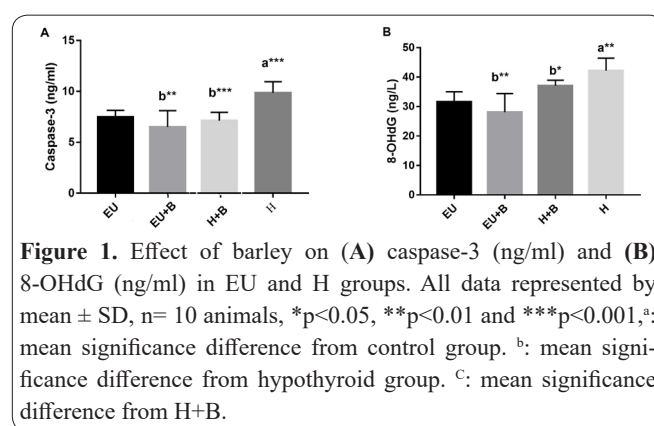 A
B
Caspase-3 (ng/ml)
15
10
5
0
b**
b***
a***
EU
EU+B
H+B
H
8-OHdG (ng/L)
50
40
30
20
10
0
b**
b*
a**
EU
EU+B
H+B
H
Figure 1. Effect of barley on (A) caspase-3 (ng/ml) and (B)
8-OHdG (ng/ml) in EU and H groups. All data represented by
mean ± SD, n= 10 animals, *p<0.05, **p<0.01 and ***p<0.001,ᵃ:
mean significance difference from control group. ᵇ: mean signi-
ficance difference from hypothyroid group. ᶜ: mean significance
difference from H+B.